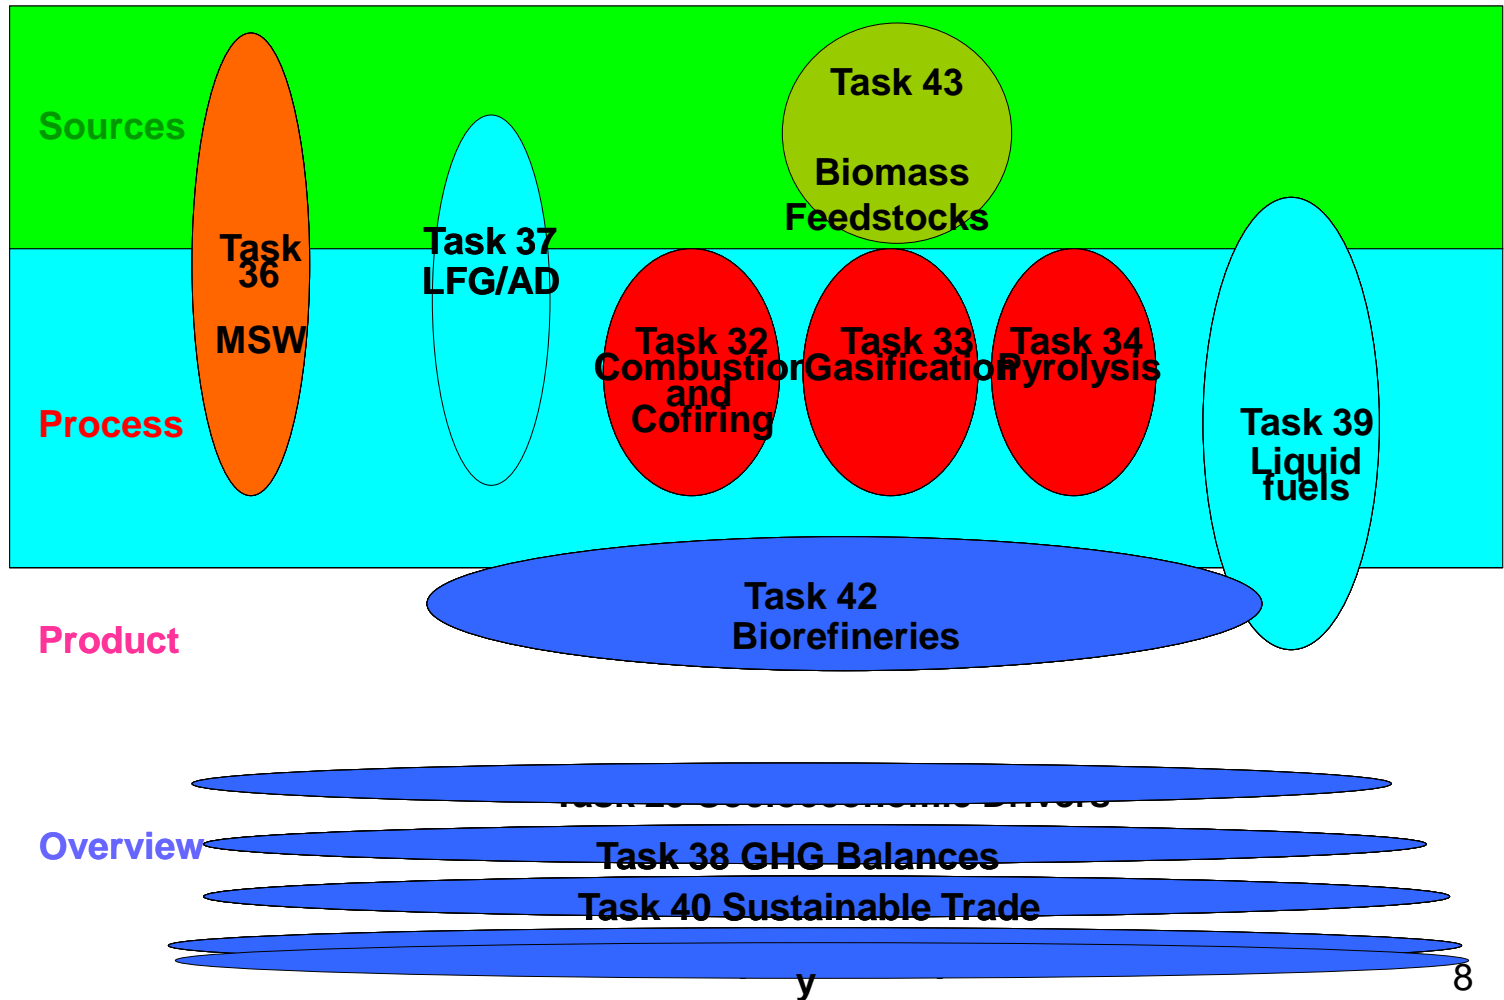 Task 43
Sources
Biomass
Feedstocks
Task
36
MSW
Task 37
LFG/AD
Task 32
Combustion
and
Cofiring
Task 33
Gasification
Task 34
Pyrolysis
Process
Task 39
Liquid
fuels
Task 42
Biorefineries
Product
Socioeconomic Drivers
Overview
Task 38 GHG Balances
Task 40 Sustainable Trade
y
8